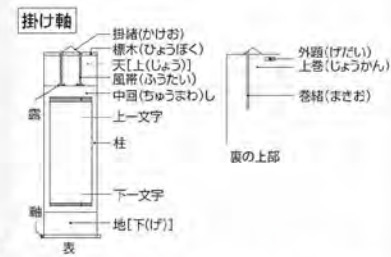 掛け軸
掛緒(かけお)
標木(ひょうぼく)
天[上(じょう)]
風帯(ふうたい)
中回(ちゅうまわ)し
露
上一文字
柱
下一文字
軸
地[下(げ)]
表
外題(げだい)
上巻(じょうかん)
巻緒(まきお)
裏の上部